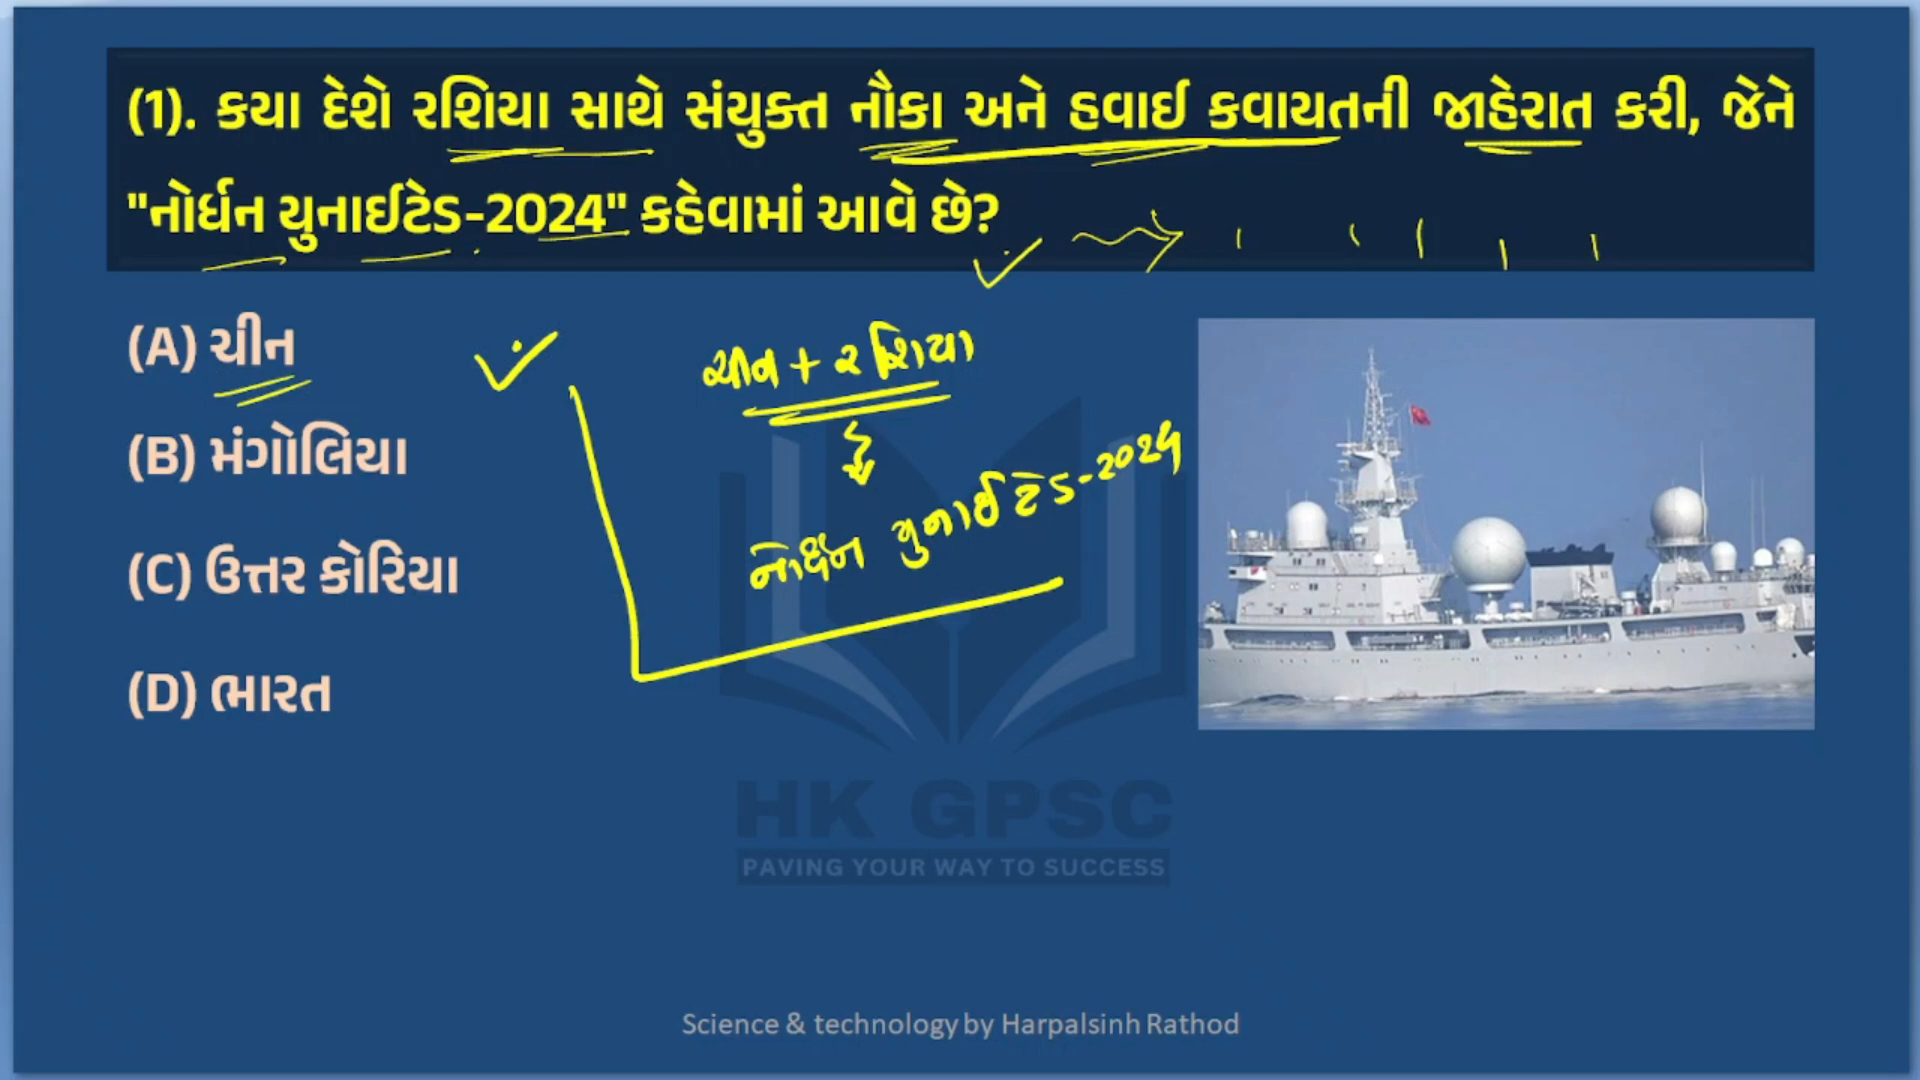 (1). કયા દેશે રશિયા સાથે સંયુક્ત નૌકા અને હવાઈ કવાયતની જાહેરાત કરી, જેને
"નોર્ધન યુનાઈટેડ-2024" કહેવામાં આવે છે?
(A) ચીન
(B) મંગોલિયા
(C) ઉત્તર કોરિયા
(D) ભારત
ચીન + રશિયા
નોર્ધન યુનાઈટેડ-2024
HK GPSC
PAVING YOUR WAY TO SUCCESS
Science & technology by Harpalsinh Rathod